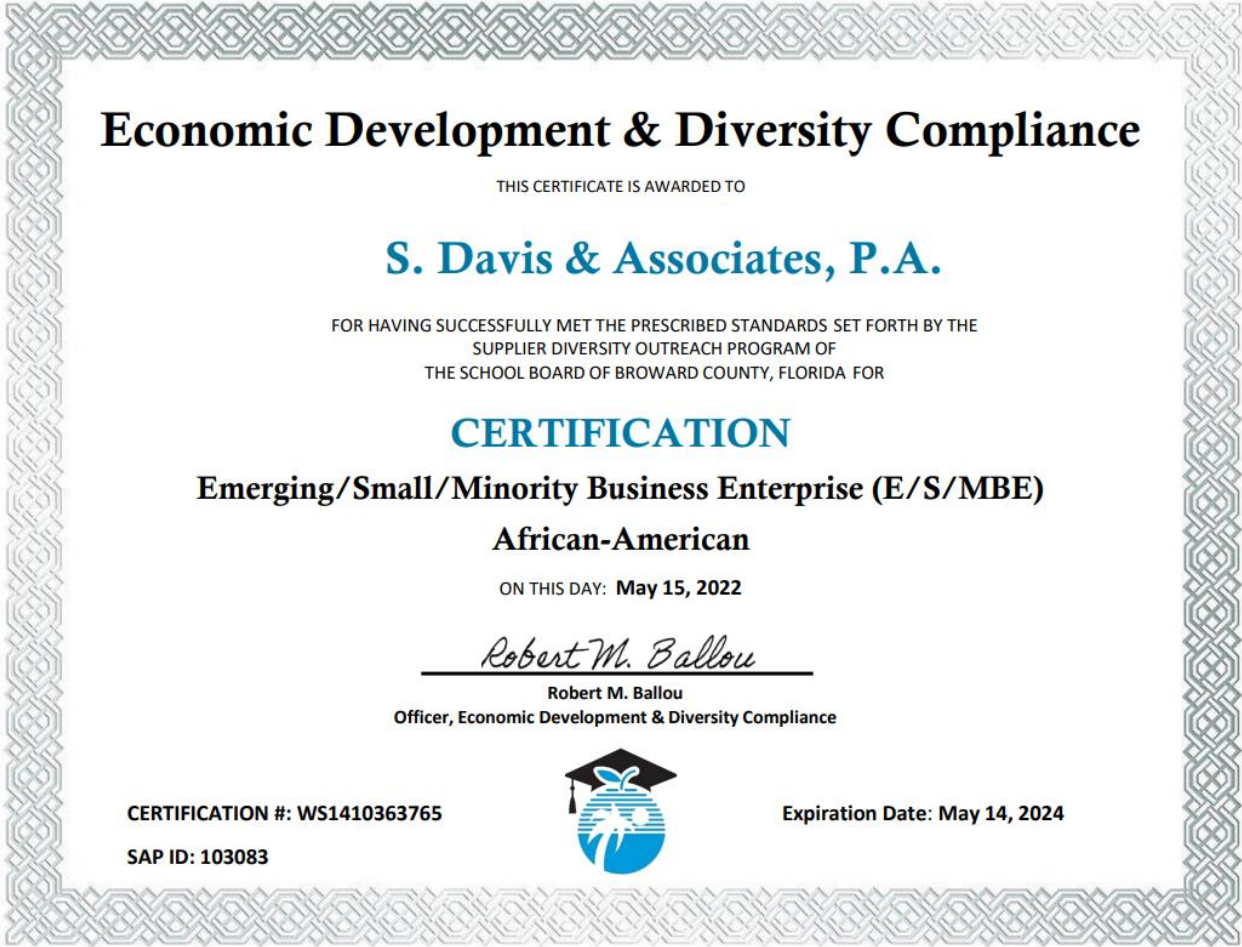 Economic Development & Diversity Compliance
THIS CERTIFICATE IS AWARDED TO
S. Davis & Associates, P.A.
FOR HAVING SUCCESSFULLY MET THE PRESCRIBED STANDARDS SET FORTH BY THE
SUPPLIER DIVERSITY OUTREACH PROGRAM OF
THE SCHOOL BOARD OF BROWARD COUNTY, FLORIDA FOR
CERTIFICATION
Emerging/Small/Minority Business Enterprise (E/S/MBE)
African-American
ON THIS DAY: May 15, 2022
Robert M. Ballou
Robert M. Ballou
Officer, Economic Development & Diversity Compliance
CERTIFICATION #: WS1410363765
Expiration Date: May 14, 2024
SAP ID: 103083